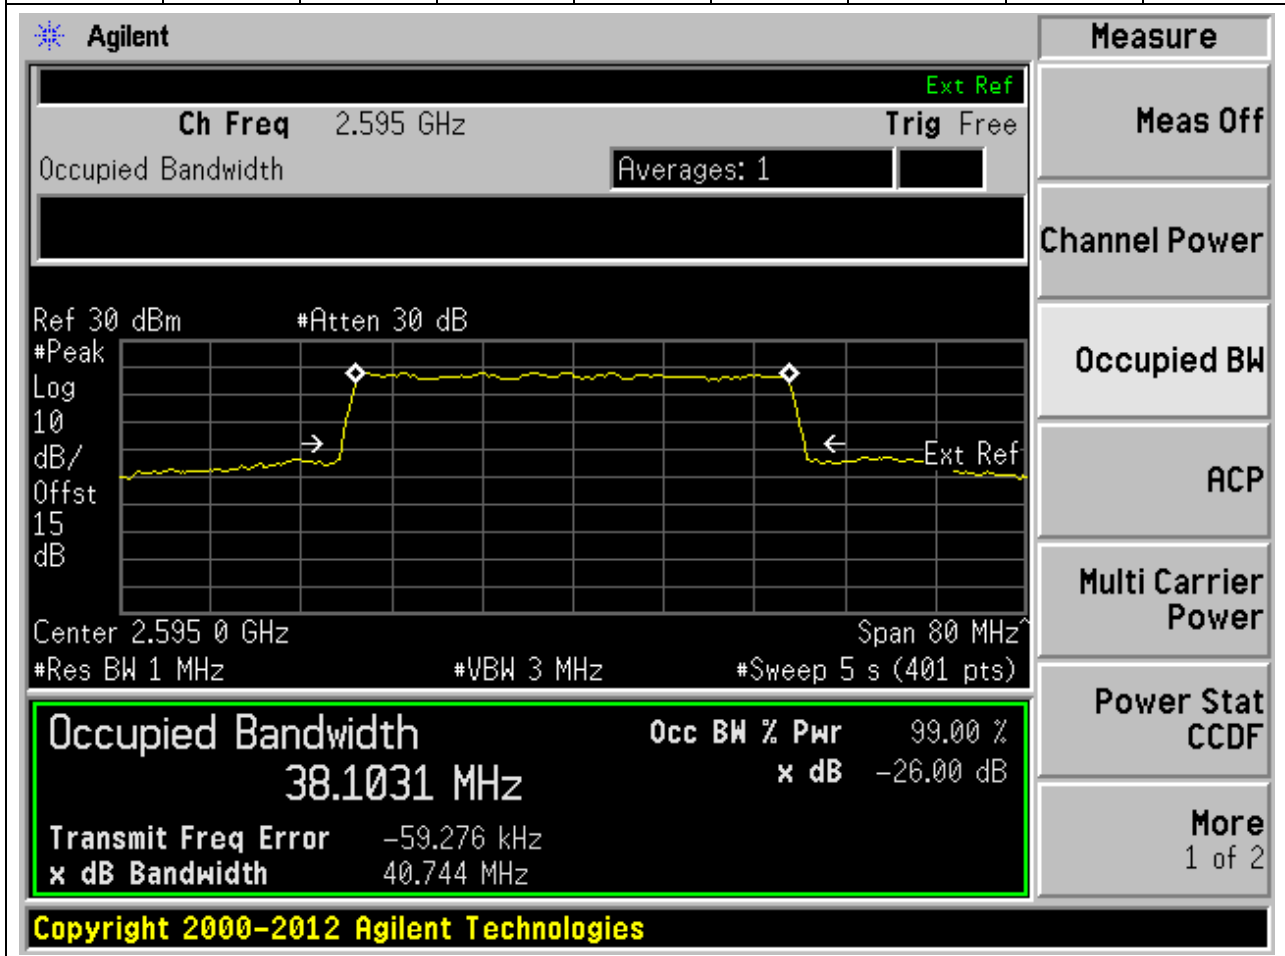 Agilent
Measure
Ext Ref
Ch Freq 2.595 GHz Trig Free
Meas Off
Occupied Bandwidth Averages: 1
Channel Power
Ref 30 dBm #Atten 30 dB
#Peak
Log
10
dB/
Offst
15
dB
Ext Ref
Occupied BW
ACP
Center 2.595 0 GHz Span 80 MHz^
#Res BW 1 MHz #VBW 3 MHz #Sweep 5 s (401 pts)
Multi Carrier
Power
Occupied Bandwidth Occ BW % Pwr 99.00 %
38.1031 MHz x dB -26.00 dB
Transmit Freq Error -59.276 kHz
x dB Bandwidth 40.744 MHz
Power Stat
CCDF
More
1 of 2
Copyright 2000-2012 Agilent Technologies